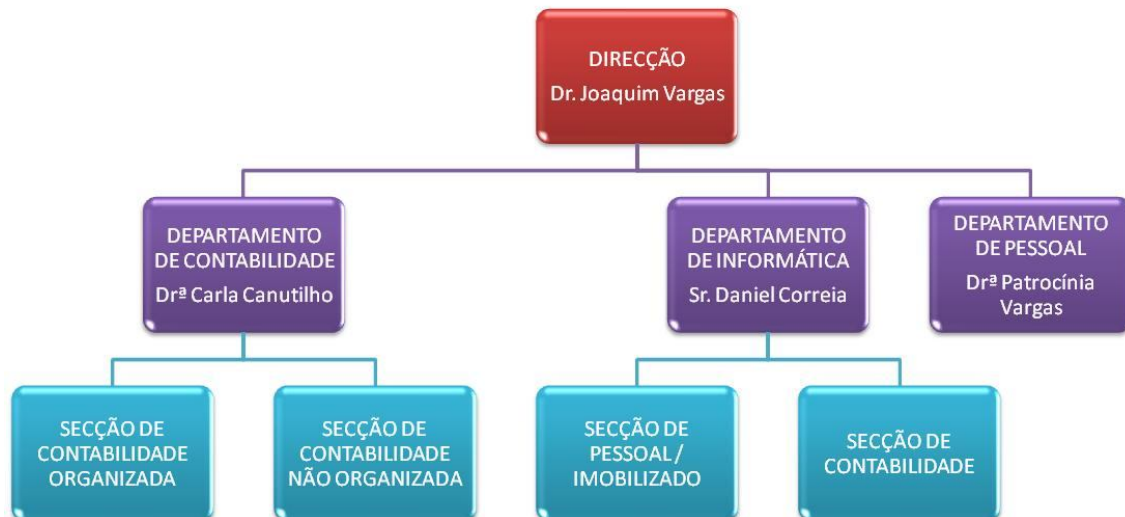 DIRECÇÃO
Dr. Joaquim Vargas
DEPARTAMENTO
DE CONTABILIDADE
Drª Carla Canutilho
DEPARTAMENTO
DE INFORMÁTICA
Sr. Daniel Correia
DEPARTAMENTO
DE PESSOAL
Drª Patrocínia
Vargas
SECÇÃO DE
CONTABILIDADE
ORGANIZADA
SECÇÃO DE
CONTABILIDADE
NÃO ORGANIZADA
SECÇÃO DE
PESSOAL /
IMOBILIZADO
SECÇÃO DE
CONTABILIDADE